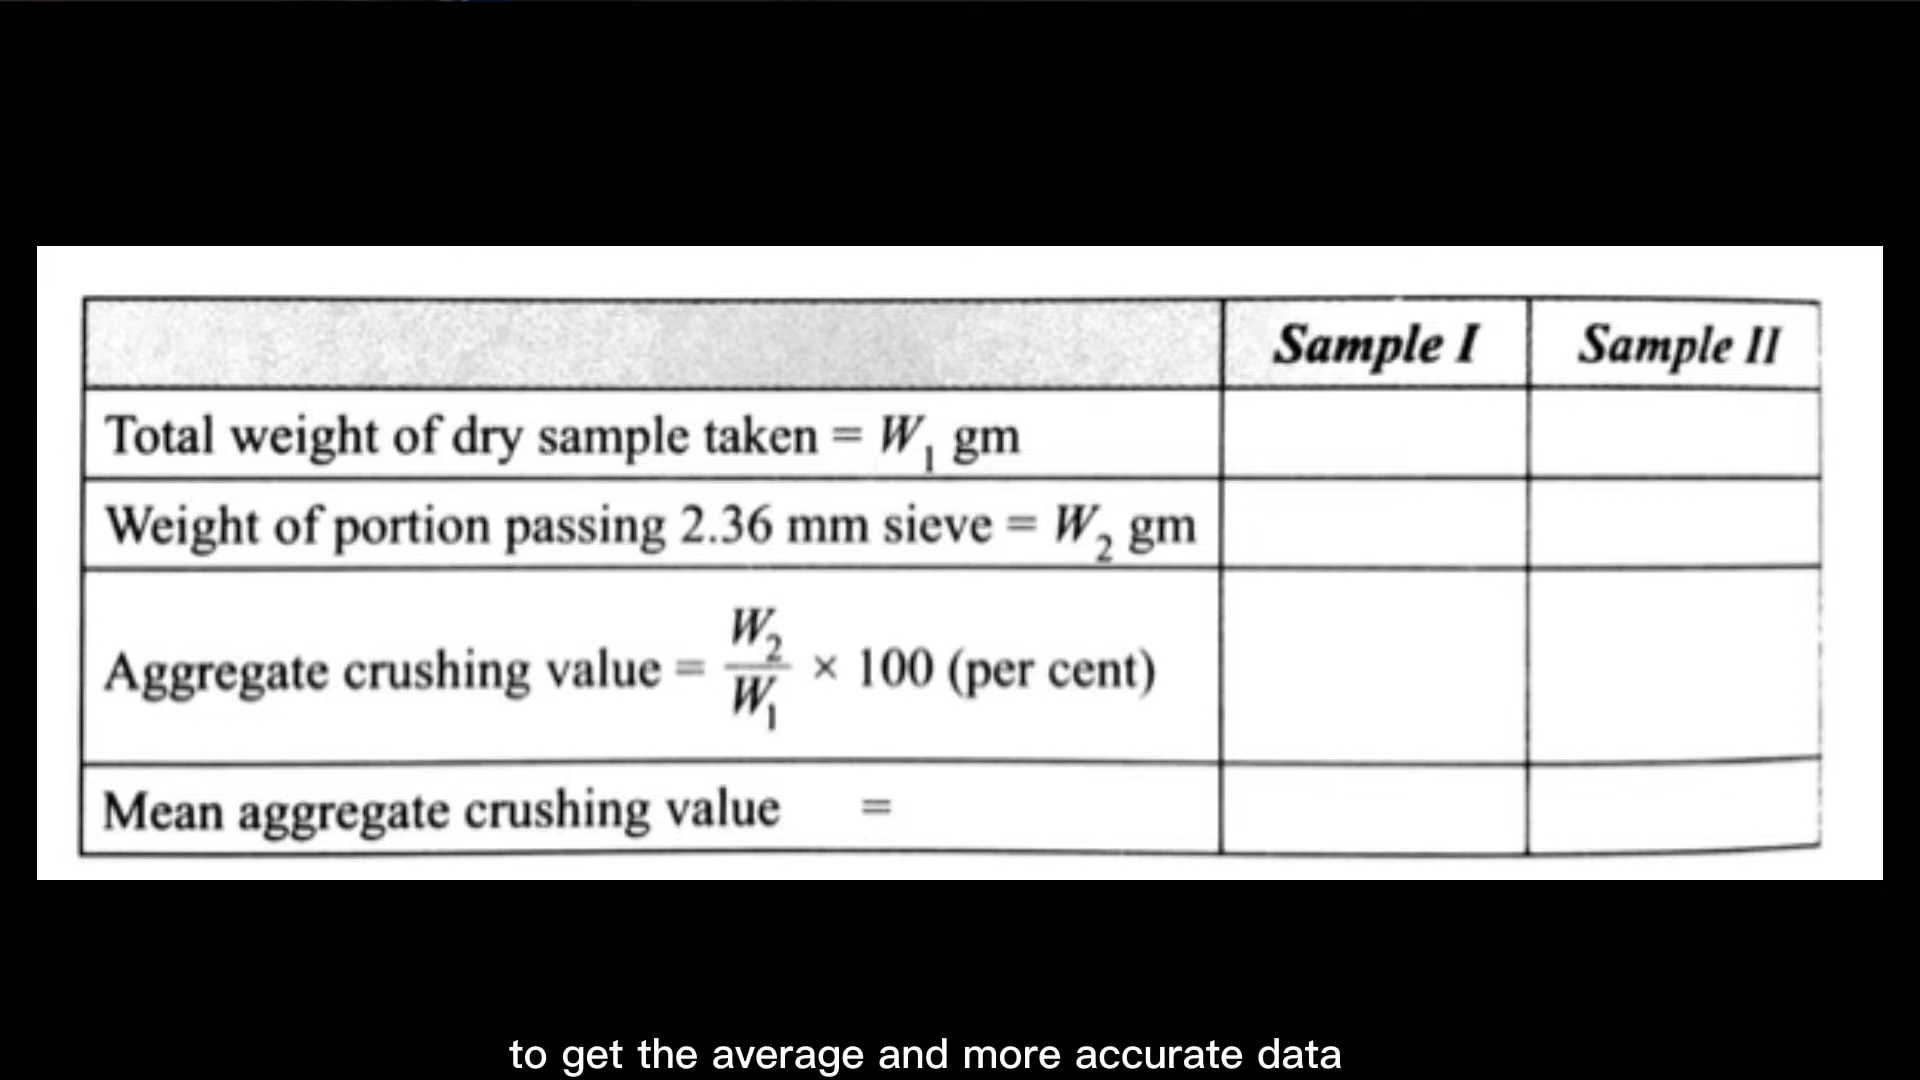 Sample I Sample II
Total weight of dry sample taken = W₁ gm
Weight of portion passing 2.36 mm sieve = W₂ gm
Aggregate crushing value = W₂/W₁ × 100 (per cent)
Mean aggregate crushing value =
to get the average and more accurate data